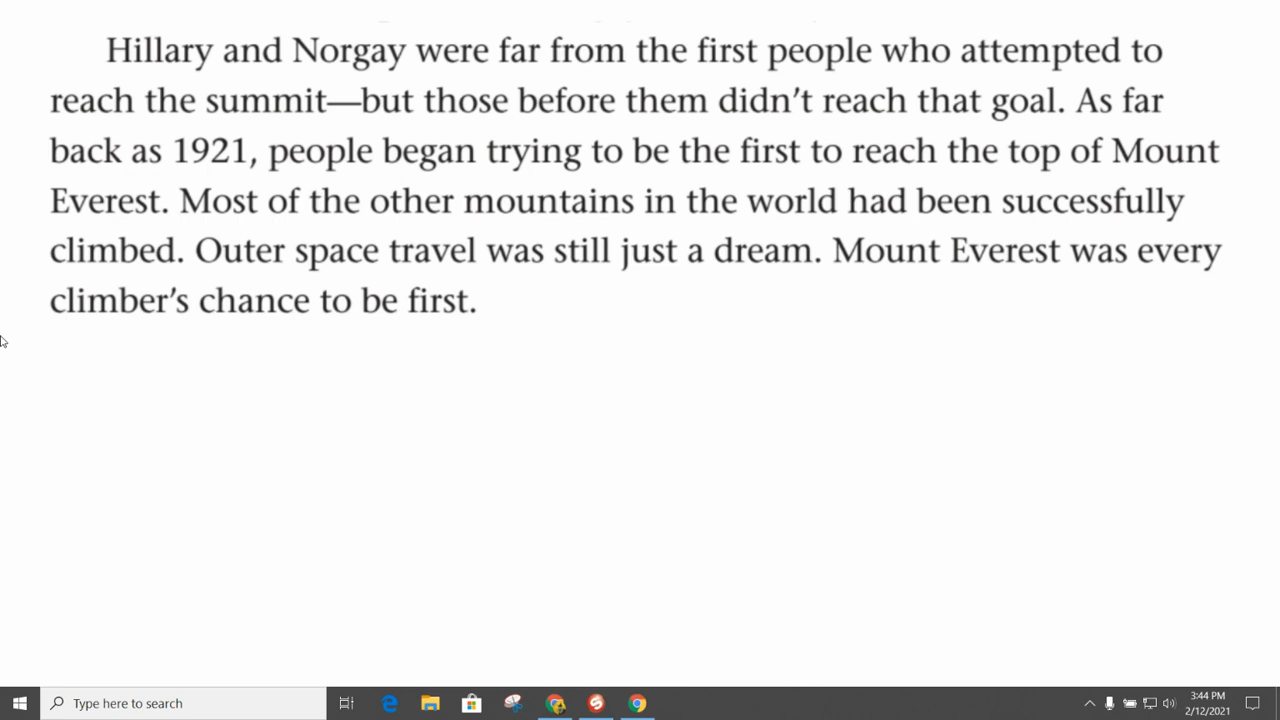 Hillary and Norgay were far from the first people who attempted to
reach the summit—but those before them didn't reach that goal. As far
back as 1921, people began trying to be the first to reach the top of Mount
Everest. Most of the other mountains in the world had been successfully
climbed. Outer space travel was still just a dream. Mount Everest was every
climber's chance to be first.
Type here to search
3:44 PM
2/12/2021